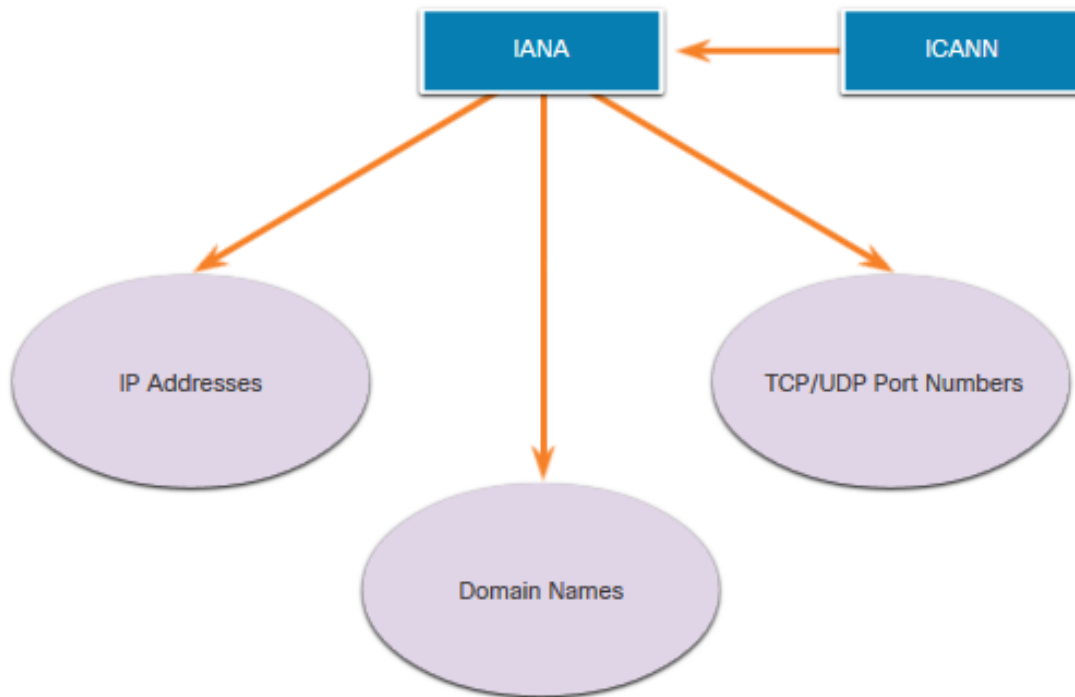 IANA
ICANN
IP Addresses
TCP/UDP Port Numbers
Domain Names